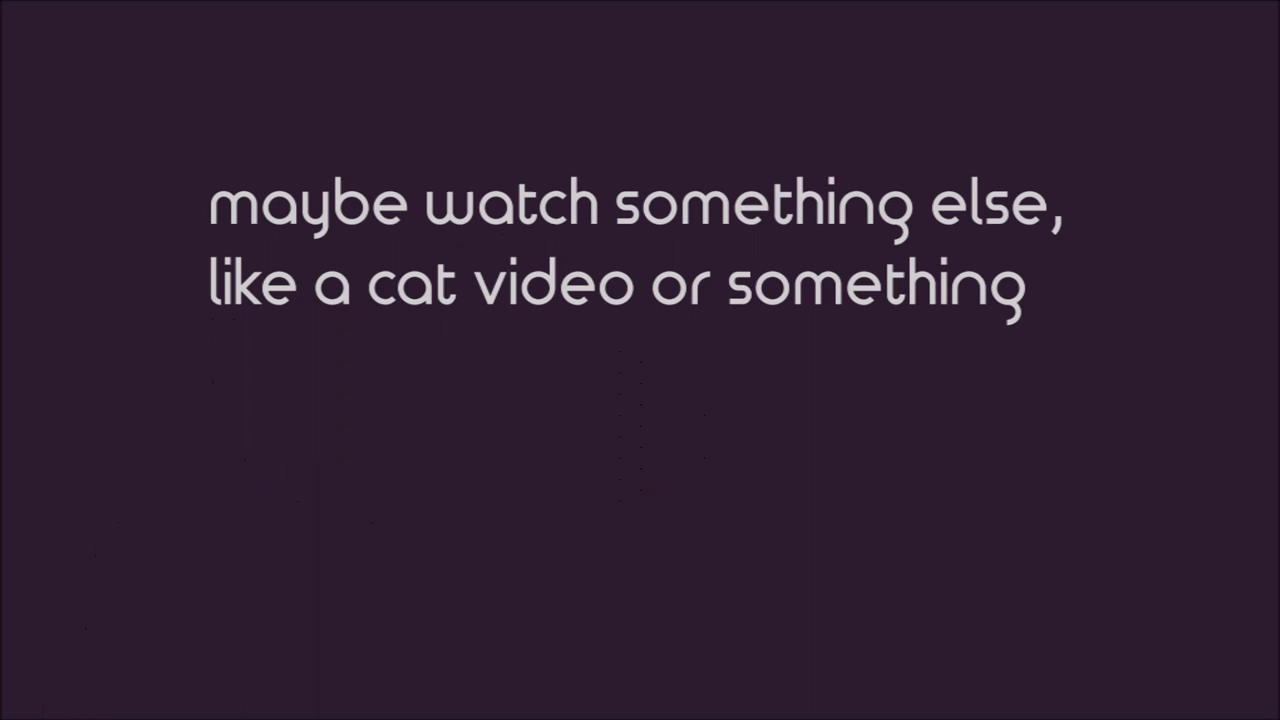 maybe watch something else,
like a cat video or something